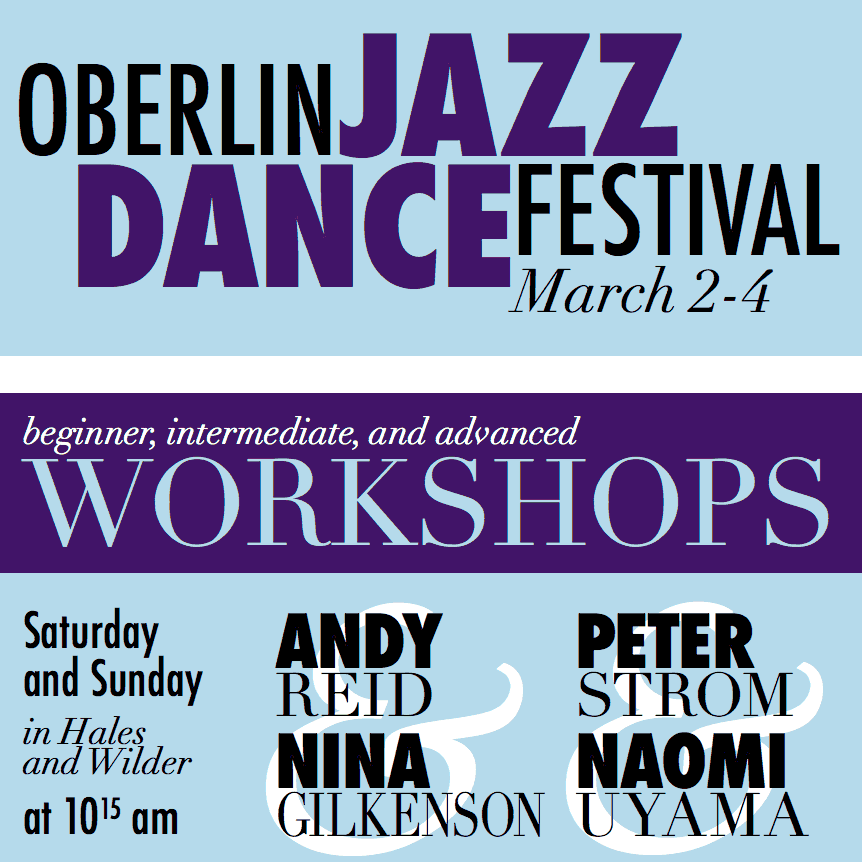 OBERLIN JAZZ
DANCE FESTIVAL
March 2-4
beginner, intermediate, and advanced
WORKSHOPS
Saturday
and Sunday
in Hales
and Wilder
at 10¹⁵ am
&
ANDY
REID
NINA
GILKENSON
&
PETER
STROM
NAOMI
UYAMA